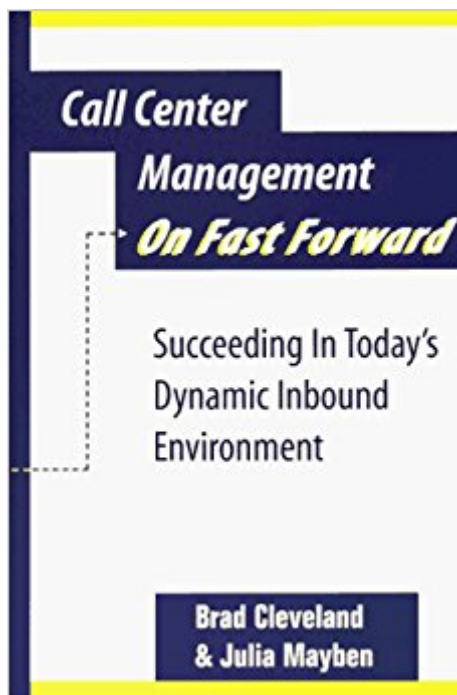 Call Center
Management
On Fast Forward
Succeeding In Today's
Dynamic Inbound
Environment
Brad Cleveland
& Julia Mayben